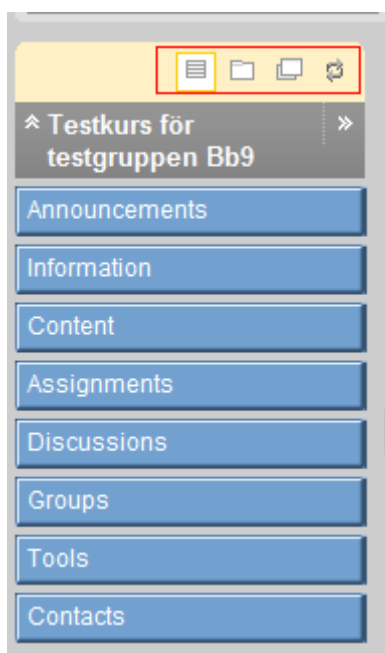 Testkurs för
testgruppen Bb9
Announcements
Information
Content
Assignments
Discussions
Groups
Tools
Contacts